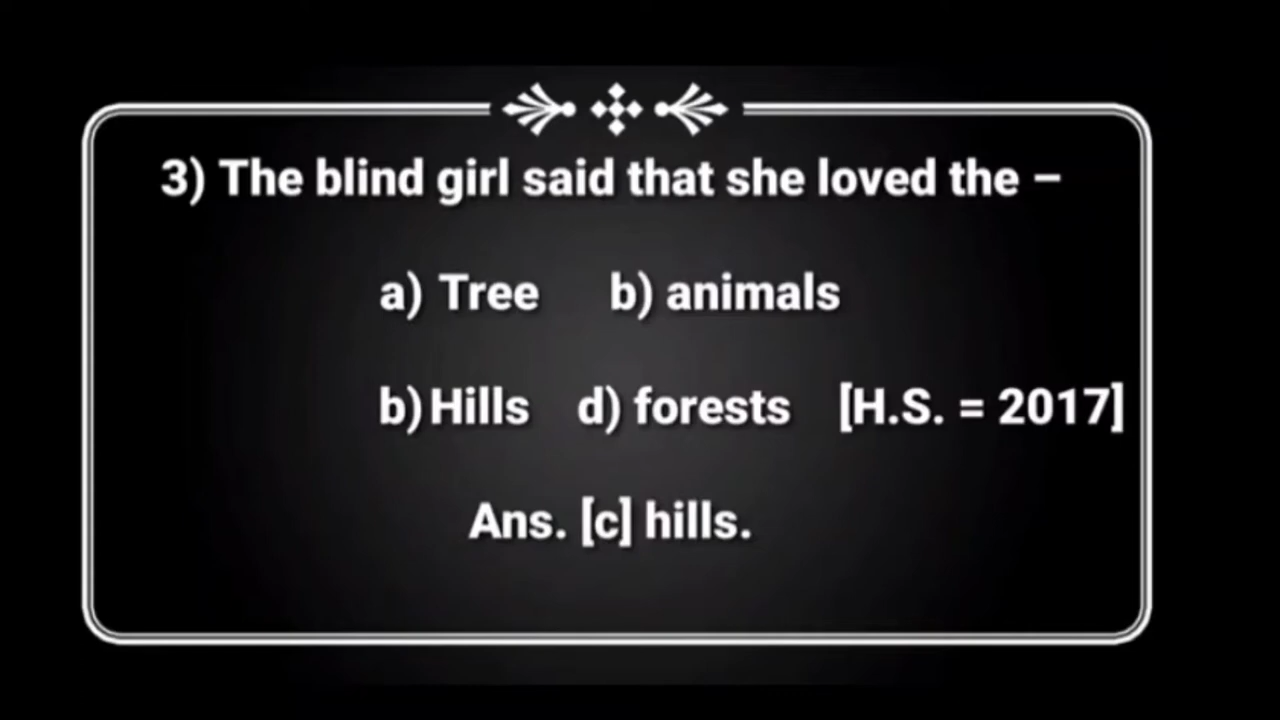 3) The blind girl said that she loved the –
a) Tree b) animals
b) Hills d) forests [H.S. = 2017]
Ans. [c] hills.